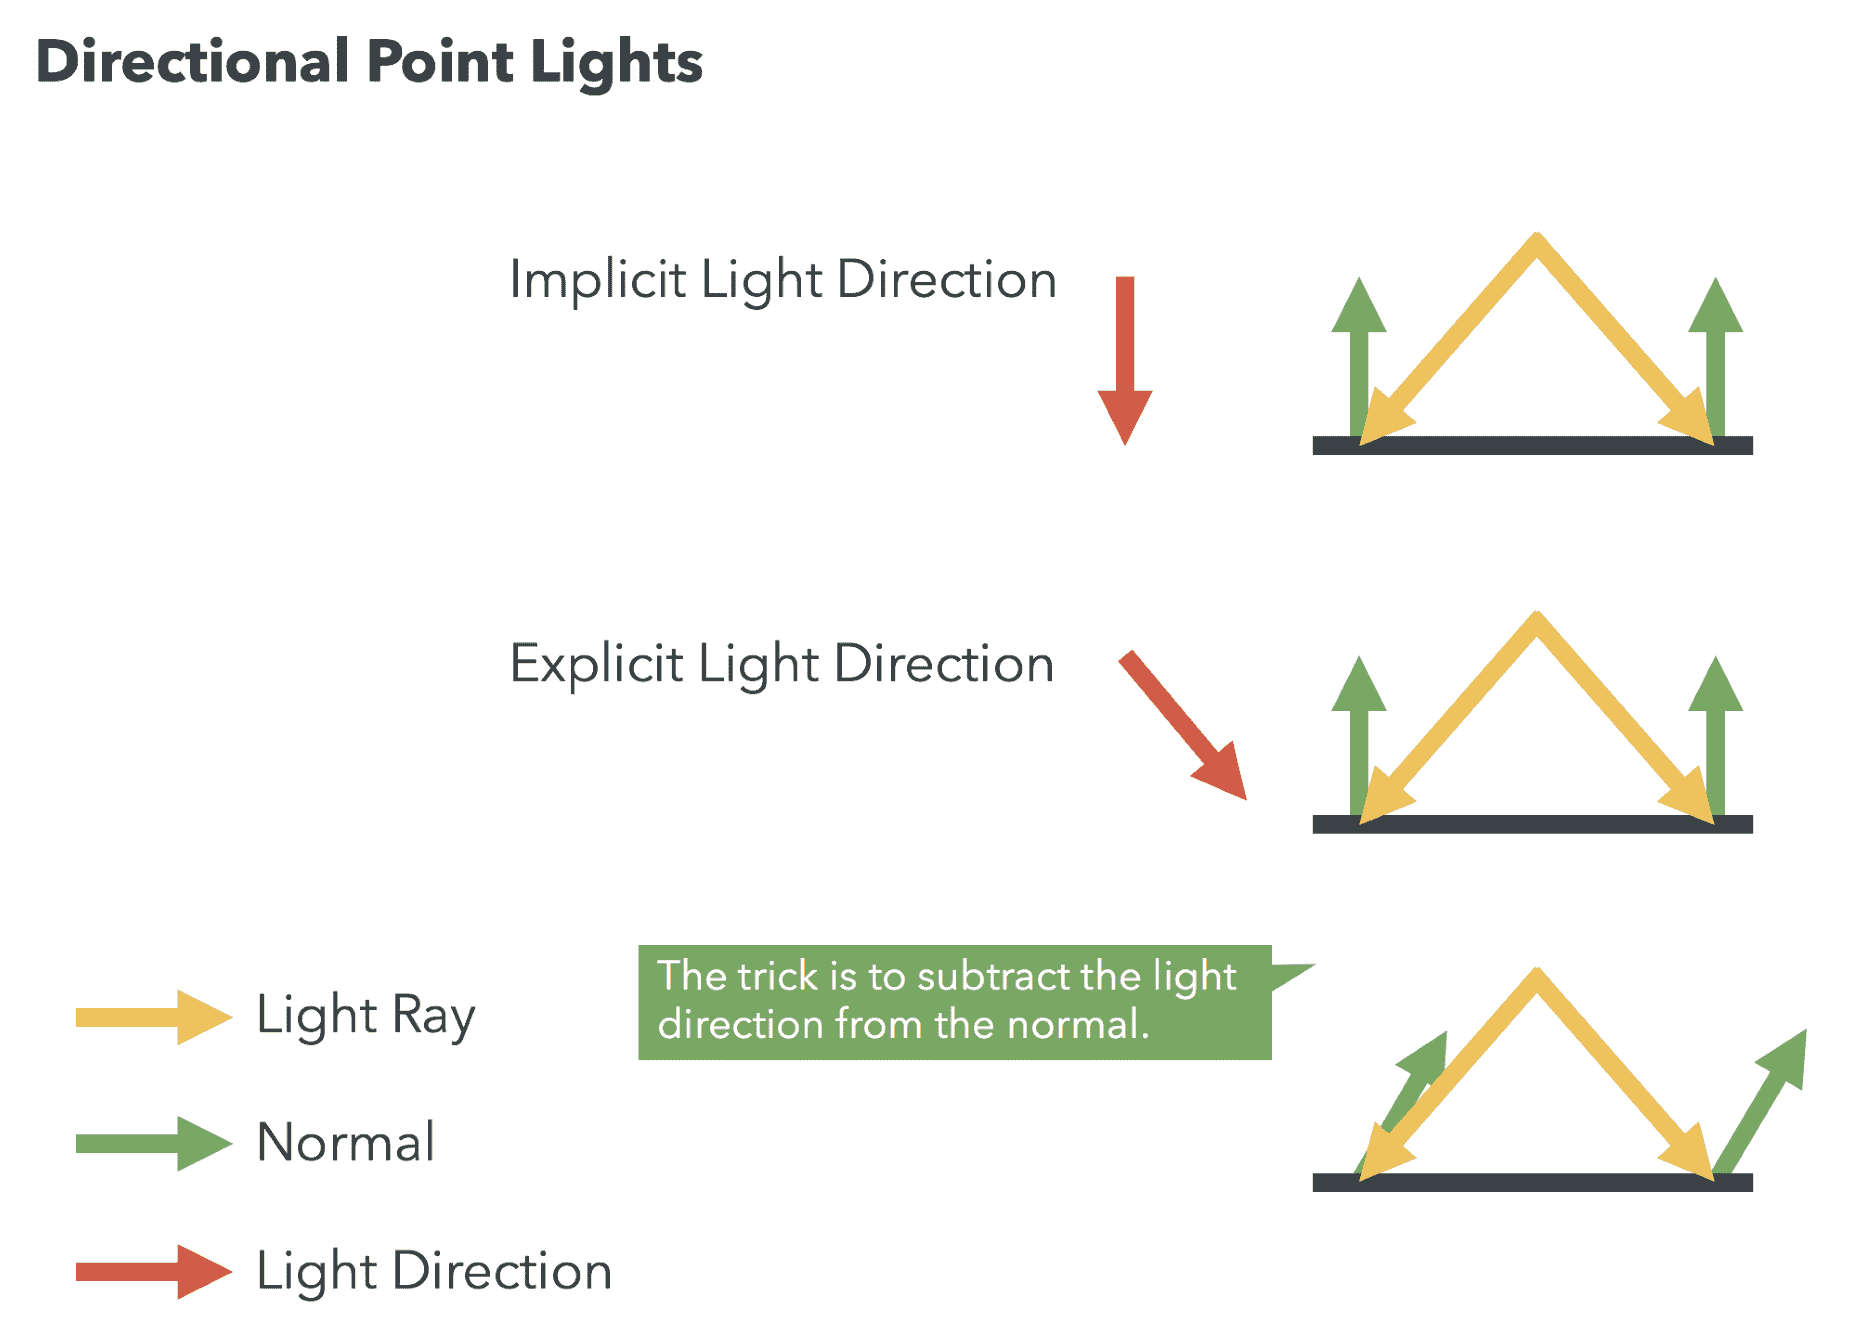 Directional Point Lights
Implicit Light Direction
Explicit Light Direction
The trick is to subtract the light
direction from the normal.
Light Ray
Normal
Light Direction